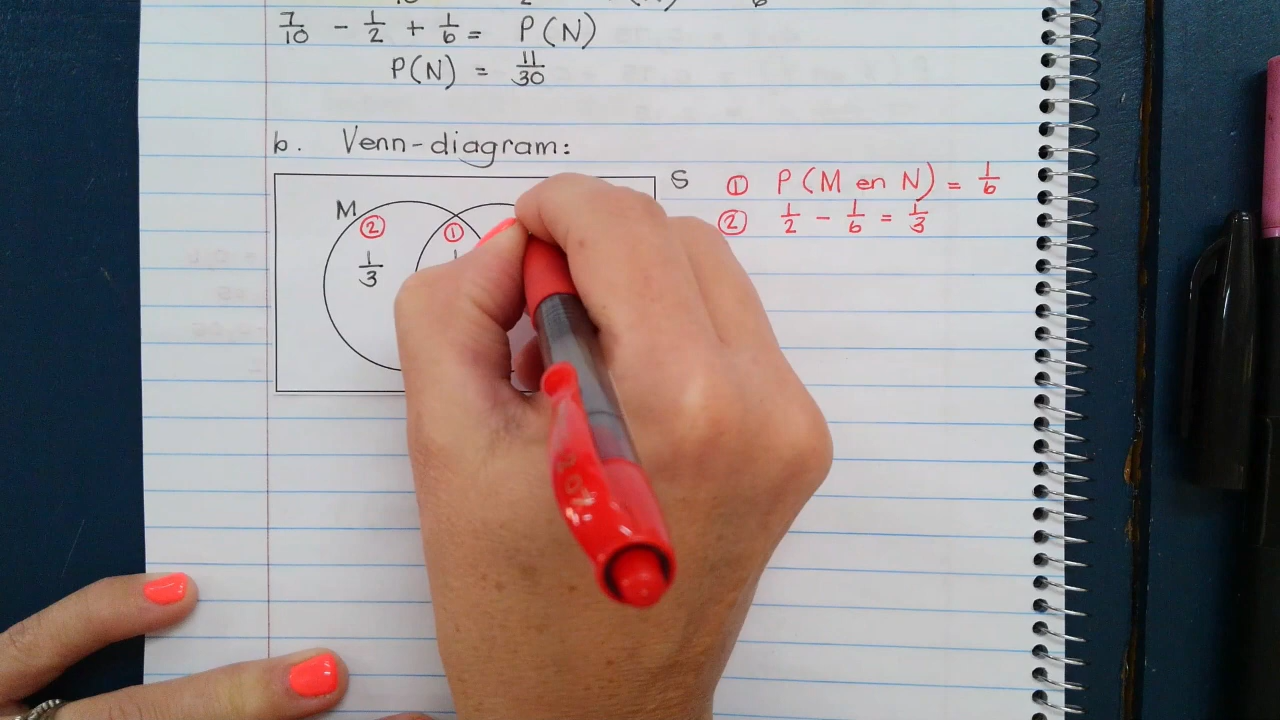 7/10 - 1/2 + 1/6 = P(N)
P(N) = 11/30
b. Venn-diagram:
S
① P(M en N) = 1/6
② 1/2 - 1/6 = 1/3
M
② ①
1/3